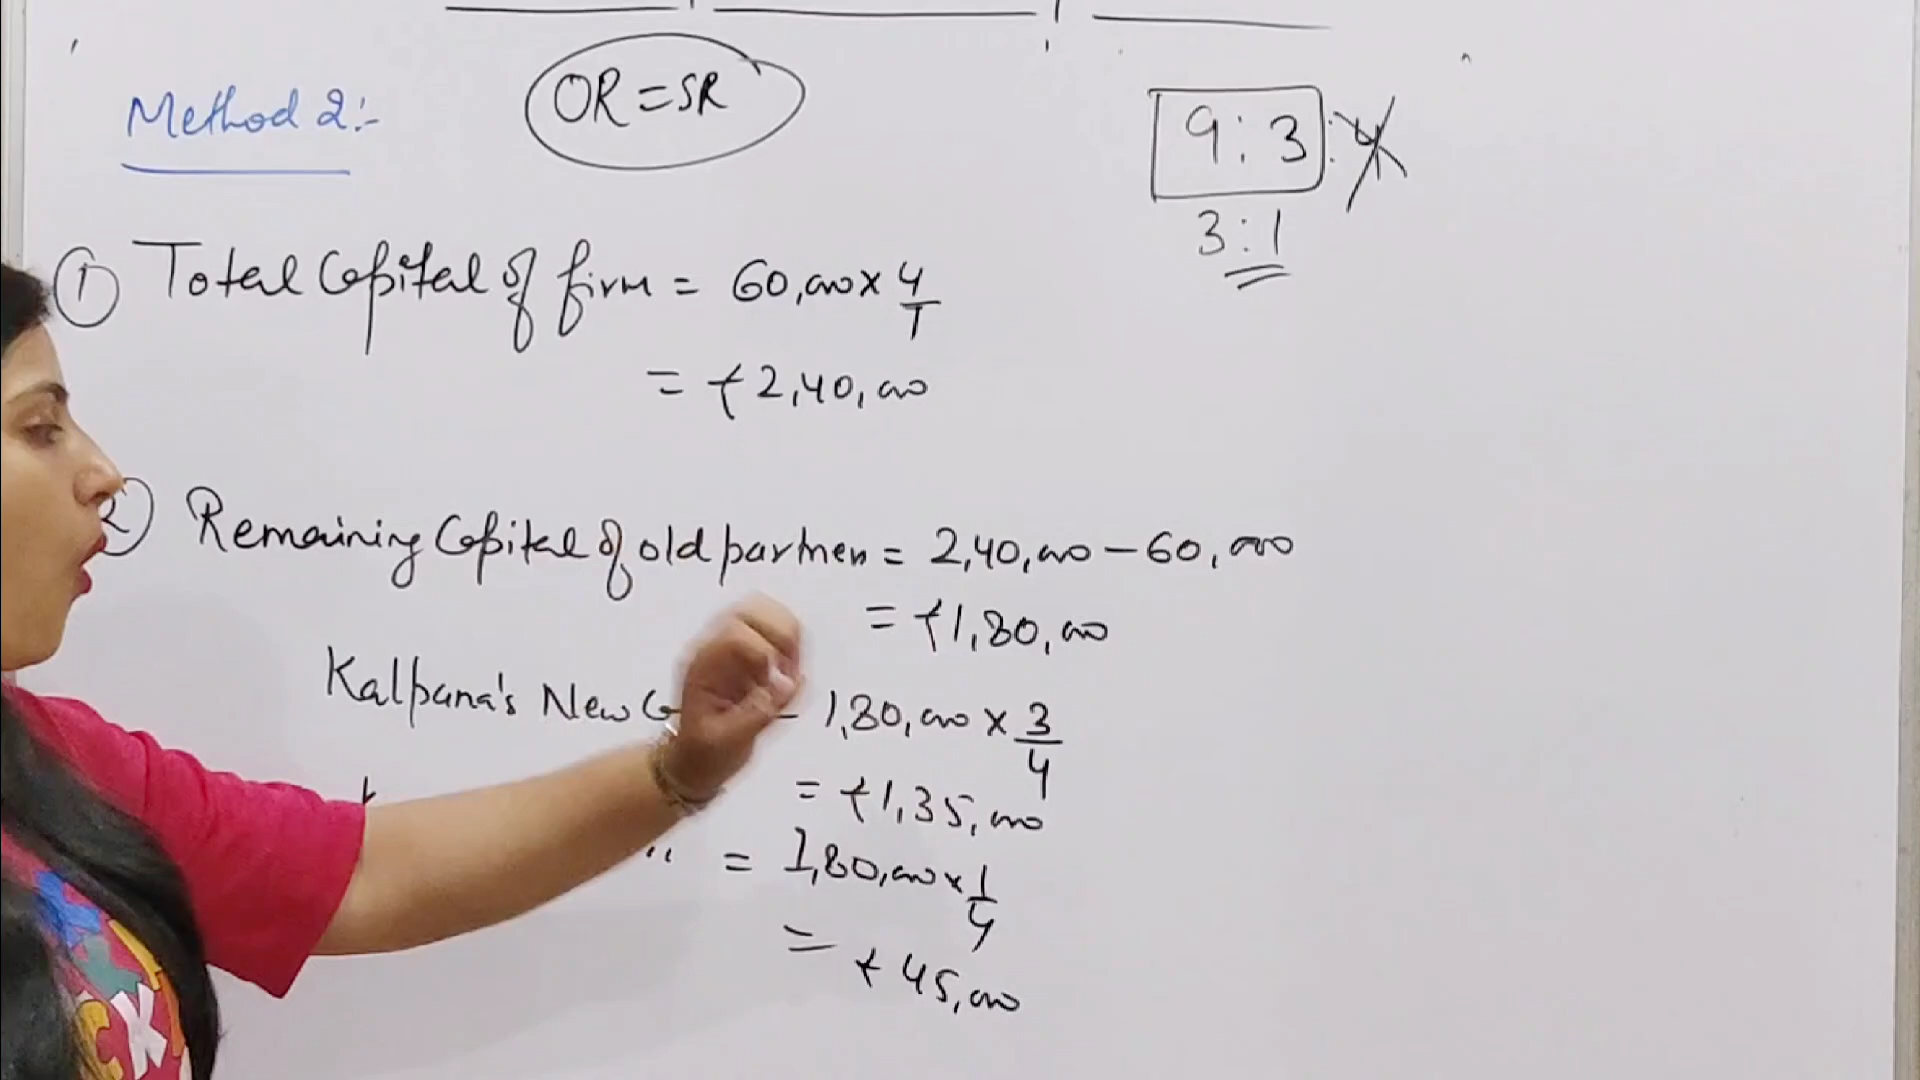 Method 2:-
OR = SR
9 : 3 : 4
3 : 1
① Total Capital of firm = 60,000 × 4/1
= ₹2,40,000
② Remaining Capital of old partners = 2,40,000 - 60,000
= ₹1,80,000
Kalpana's New = 1,80,000 × 3/4
= ₹1,35,000
" = 1,80,000 × 1/4
= ₹45,000